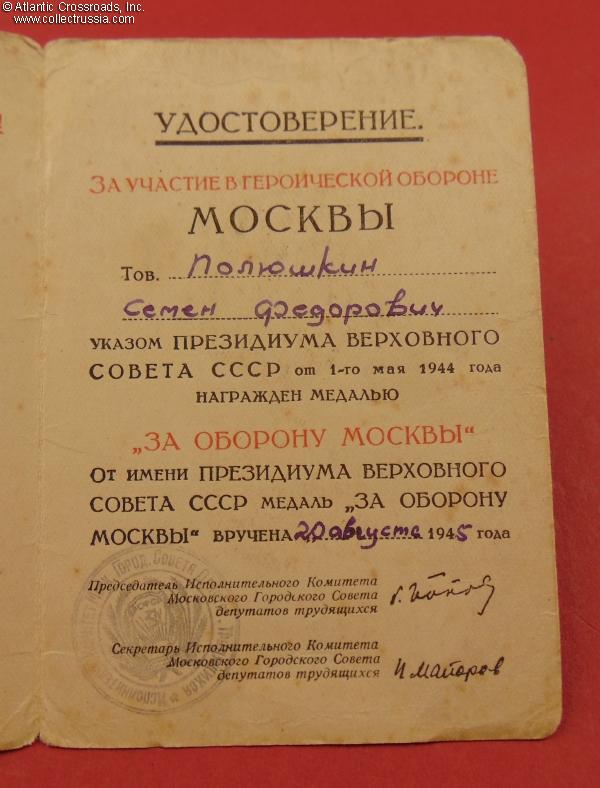 © Atlantic Crossroads, Inc.
www.collectrussia.com
УДОСТОВЕРЕНИЕ.
ЗА УЧАСТИЕ В ГЕРОИЧЕСКОЙ ОБОРОНЕ
МОСКВЫ
Тов. Полюшкин
Семен Федорович
УКАЗОМ ПРЕЗИДИУМА ВЕРХОВНОГО
СОВЕТА СССР от 1-го мая 1944 года
НАГРАЖДЕН МЕДАЛЬЮ
„ЗА ОБОРОНУ МОСКВЫ“
От имени ПРЕЗИДИУМА ВЕРХОВНОГО
СОВЕТА СССР МЕДАЛЬ „ЗА ОБОРОНУ
МОСКВЫ“ ВРУЧЕНА 20 августа 1945 года
Председатель Исполнительного Комитета
Московского Городского Совета
депутатов трудящихся
Секретарь Исполнительного Комитета
Московского Городского Совета
депутатов трудящихся
Майоров